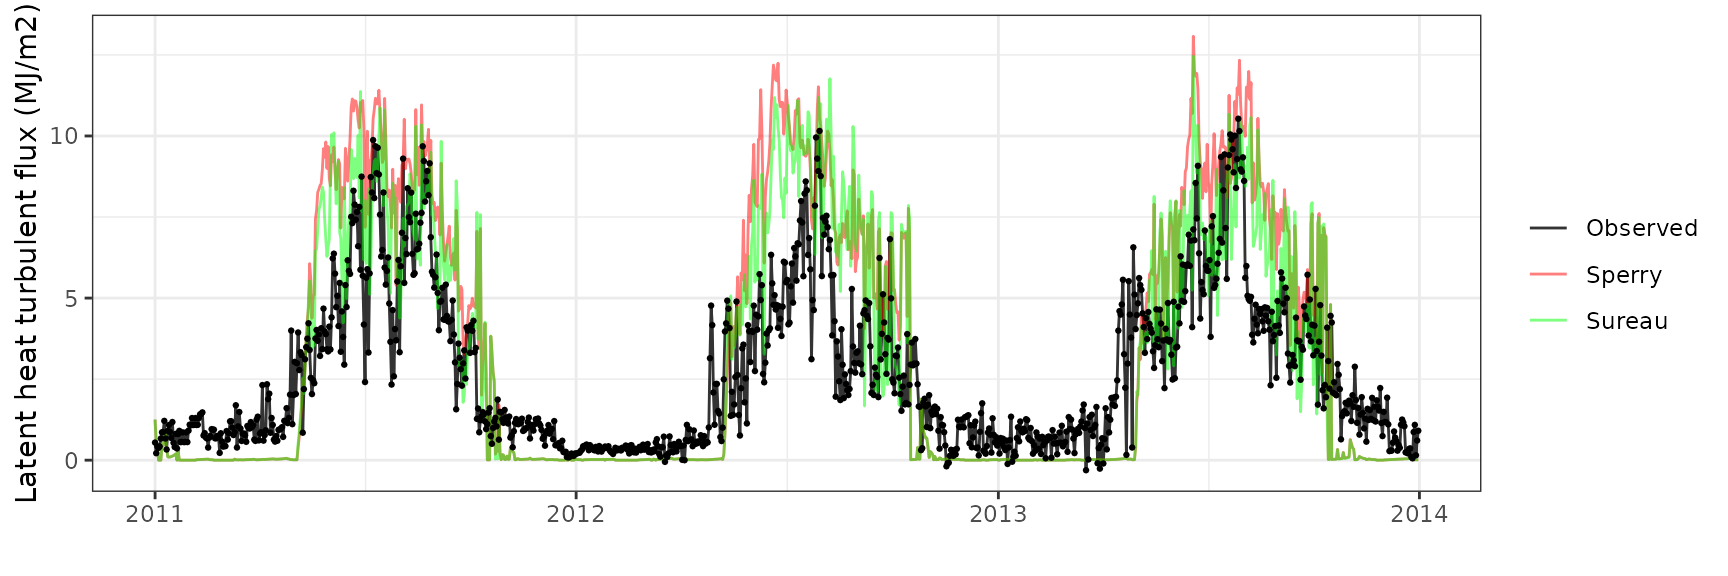 Latent heat turbulent flux (MJ/m2)
10
5
0
2011
2012
2013
2014
Observed
Sperry
Sureau